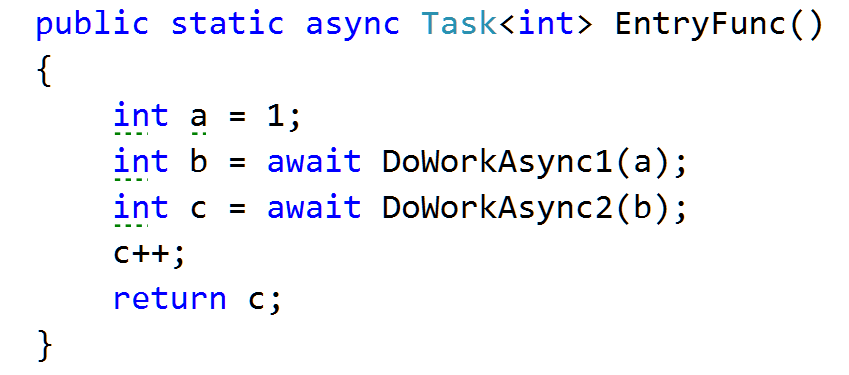 public static async Task<int> EntryFunc()
{
    int a = 1;
    int b = await DoWorkAsync1(a);
    int c = await DoWorkAsync2(b);
    c++;
    return c;
}